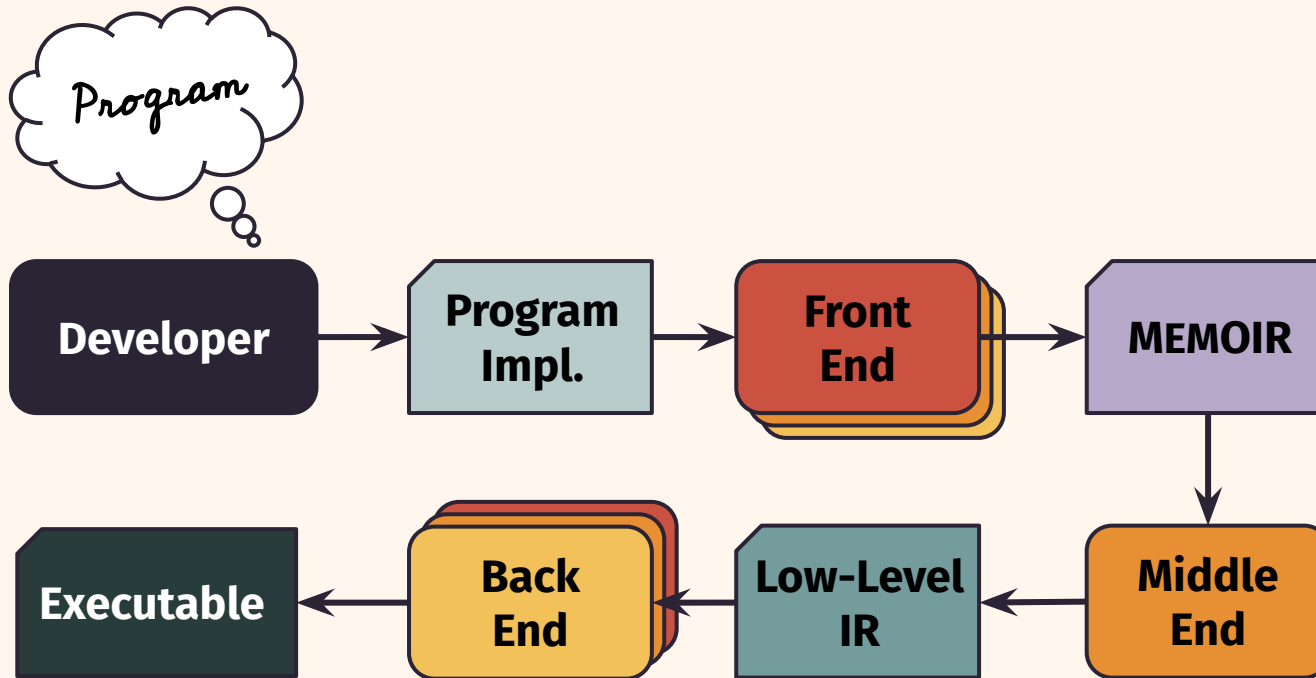 Program
Developer
Program
Impl.
Front
End
MEMOIR
Executable
Back
End
Low-Level
IR
Middle
End